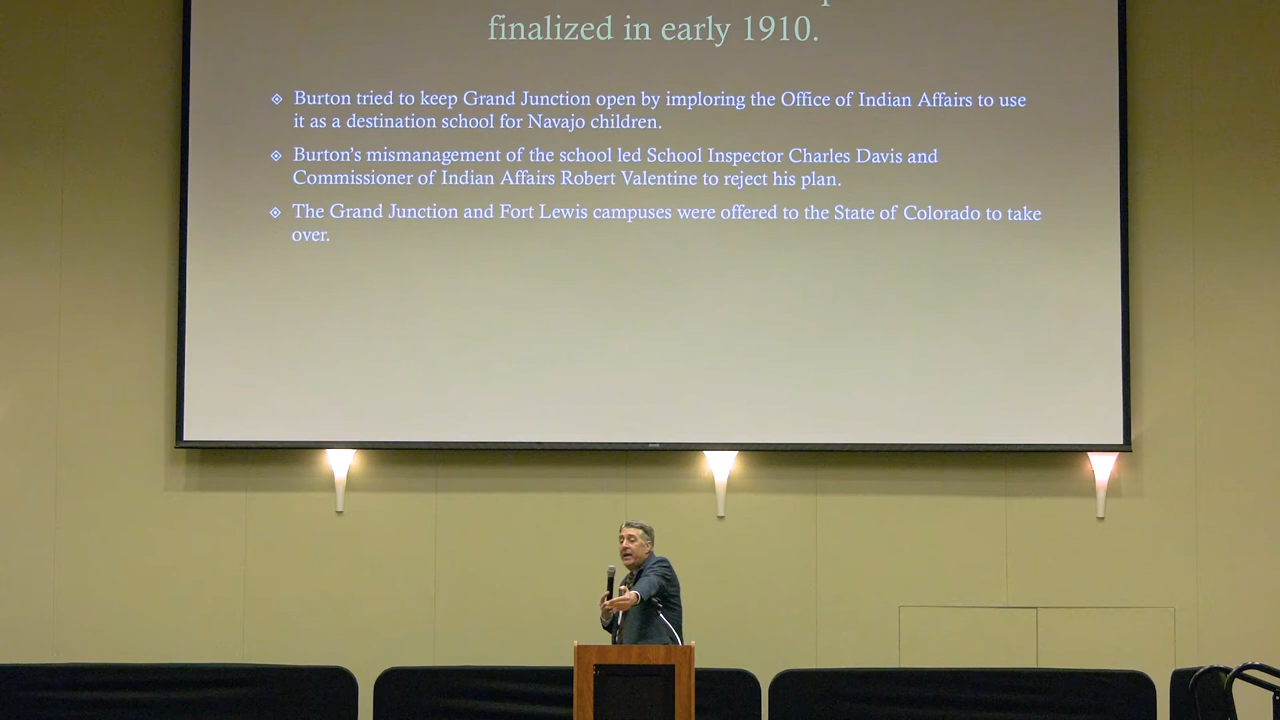 finalized in early 1910.
Burton tried to keep Grand Junction open by imploring the Office of Indian Affairs to use
it as a destination school for Navajo children.
Burton's mismanagement of the school led School Inspector Charles Davis and
Commissioner of Indian Affairs Robert Valentine to reject his plan.
The Grand Junction and Fort Lewis campuses were offered to the State of Colorado to take
over.